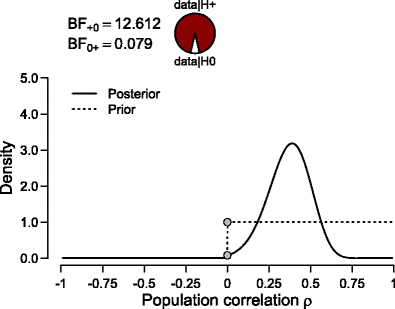 data|H+
BF+0 = 12.612
BF0+ = 0.079
data|H0
5.0
Posterior
Prior
4.0
3.0
2.0
1.0
0.0
Density
-1
-0.75
-0.5
-0.25
0
0.25
0.5
0.75
1
Population correlation ρ